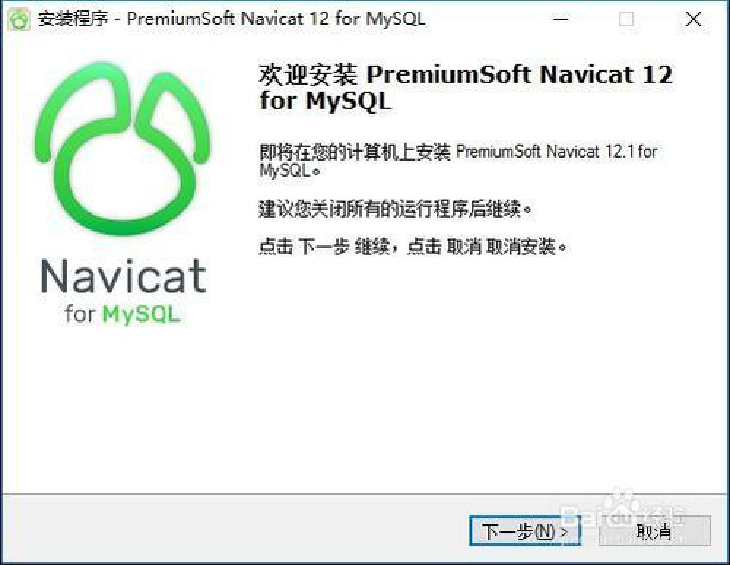 安装程序 - PremiumSoft Navicat 12 for MySQL
欢迎安装 PremiumSoft Navicat 12
for MySQL
即将在您的计算机上安装 PremiumSoft Navicat 12.1 for
MySQL。
建议您关闭所有的运行程序后继续。
点击 下一步 继续，点击 取消 取消安装。
Navicat
for MySQL
下一步(N) >
取消
Baidu 经验